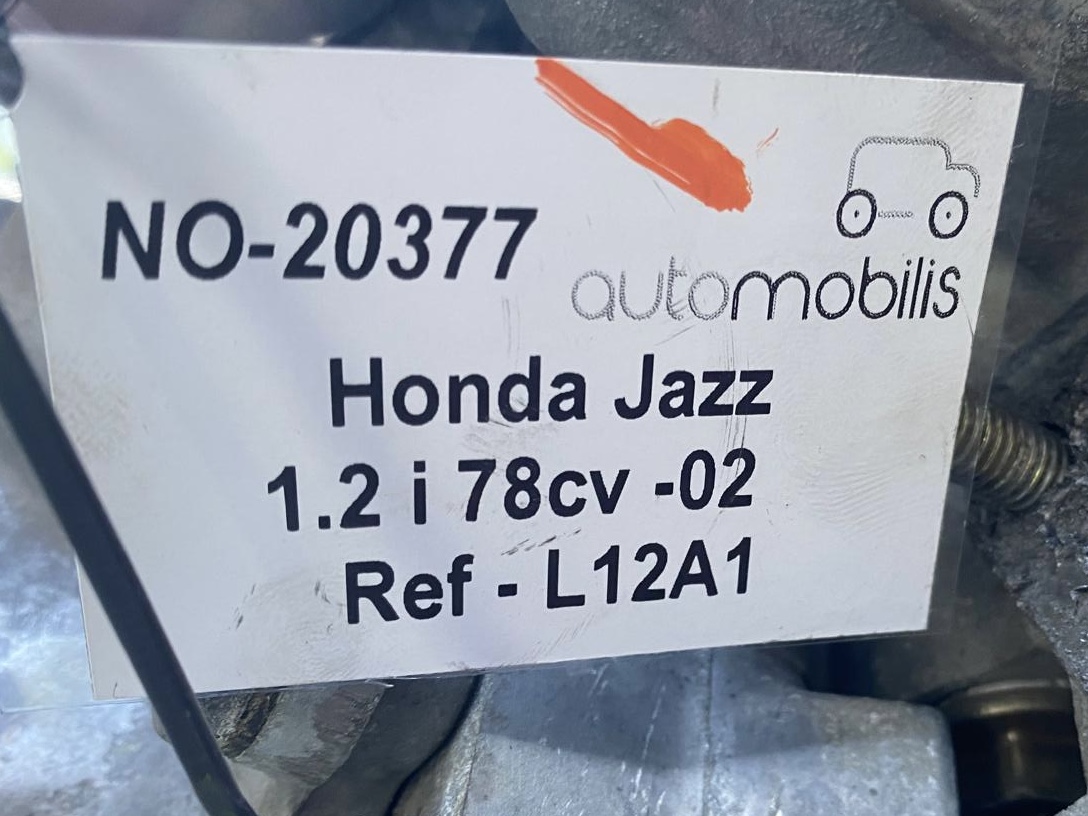 NO-20377
automobilis
Honda Jazz
1.2 i 78cv -02
Ref - L12A1